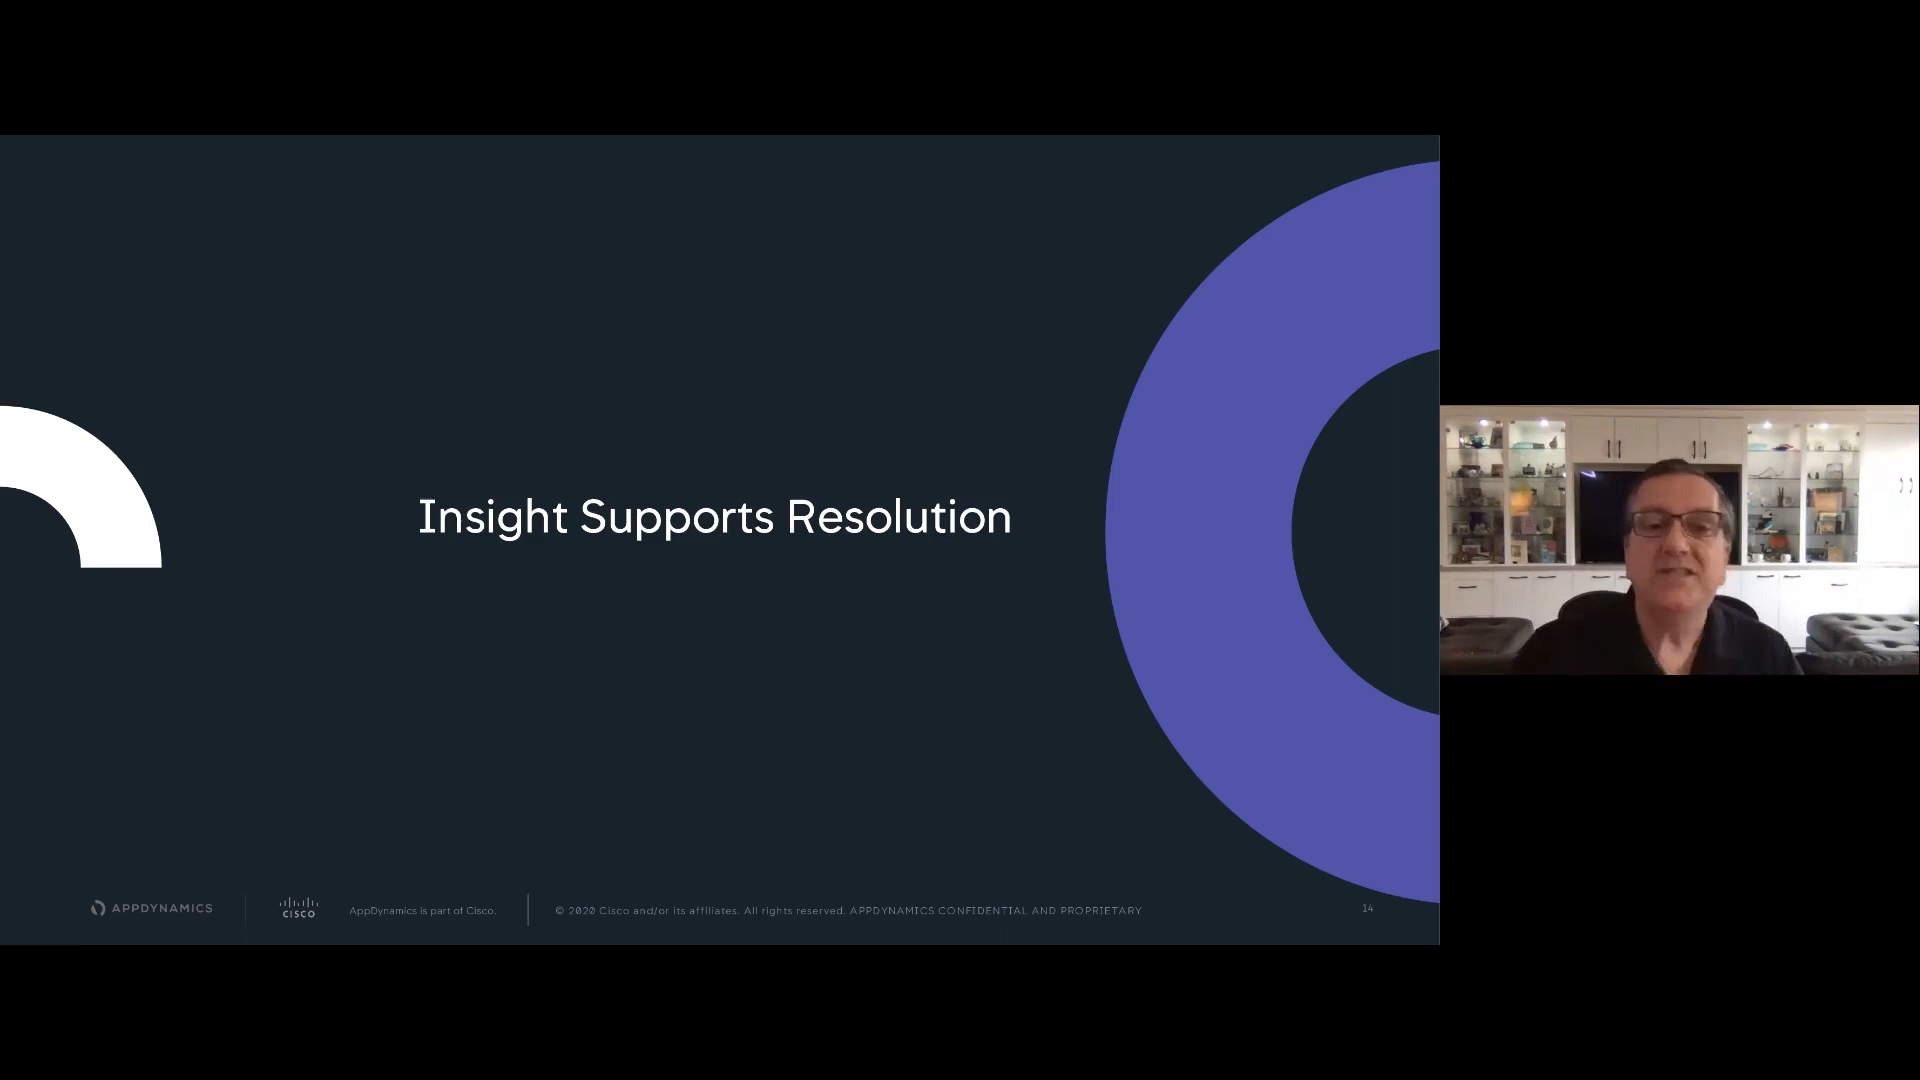 Insight Supports Resolution
APPDYNAMICS
CISCO
AppDynamics is part of Cisco.
© 2020 Cisco and/or its affiliates. All rights reserved. APPDYNAMICS CONFIDENTIAL AND PROPRIETARY
14